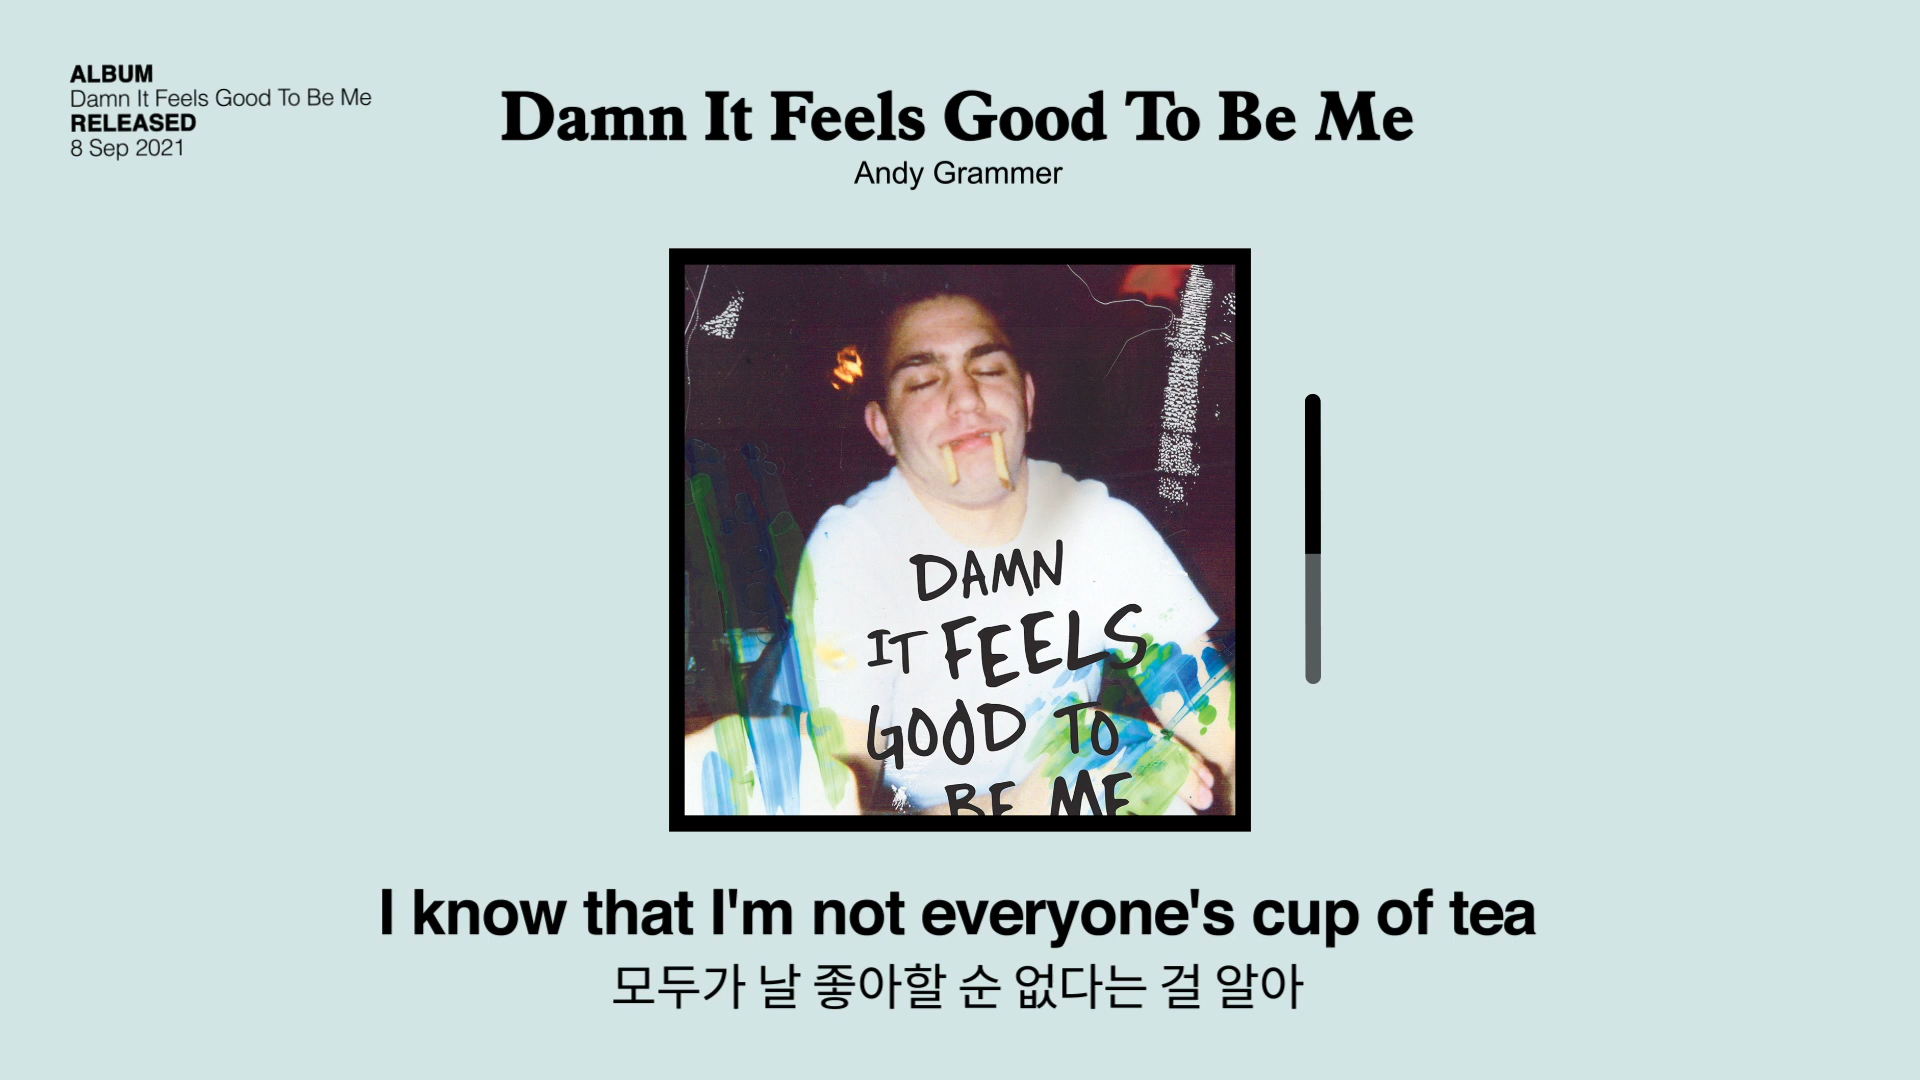 ALBUM
Damn It Feels Good To Be Me
RELEASED
8 Sep 2021
Damn It Feels Good To Be Me
Andy Grammer
DAMN
IT FEELS
GOOD TO
BE ME
I know that I'm not everyone's cup of tea
모두가 날 좋아할 순 없다는 걸 알아